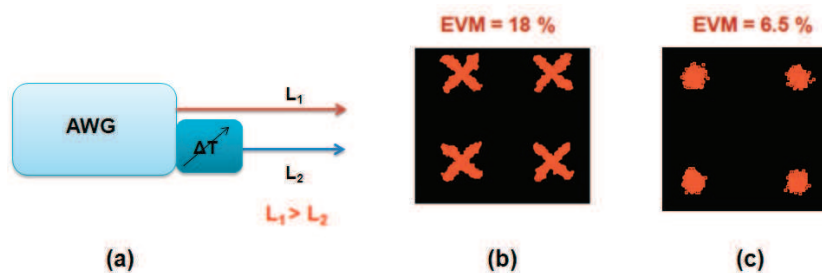 EVM = 18 %
EVM = 6.5 %
AWG
L1
ΔT
L2
L1 > L2
(a)
(b)
(c)